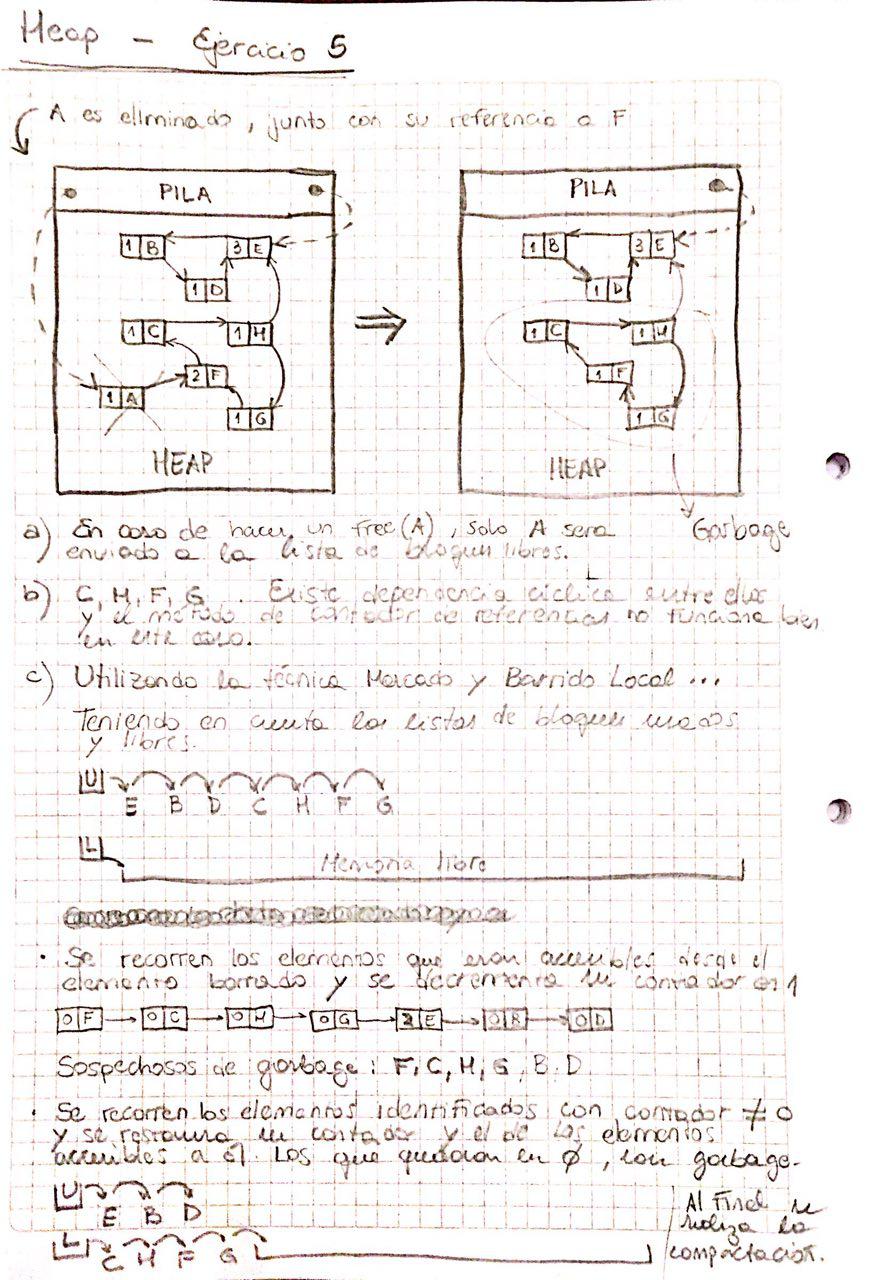 Heap - Ejercicio 5
A es eliminado, junto con su referencia a F
PILA
1 B
3 E
1 D
1 C
1 H
2 F
1 A
1 G
HEAP
PILA
1 B
3 E
1 D
1 C
1 H
1 F
1 G
HEAP
Garbage
a) En caso de hacer un free(A), solo A sera
enviado a la lista de bloques libres.
b) C, H, F, G. Existe dependencia ciclica entre ellos
y el método de contador de referencias no funciona bien
en este caso.
c) Utilizando la técnica Marcado y Barrido Local ...
Teniendo en cuenta las listas de bloques usados
y libres.
U
E B D C H F G
L
Memoria libre
· Se recorren los elementos que eran accesibles desde el
elemento borrado y se decrementa su contador en 1
0 F 0 C 0 H 0 G 2 E 0 B 0 D
Sospechosos de garbage: F, C, H, G, B, D
· Se recorren los elementos identificados con contador ≠ 0
y se restaura su contador y el de los elementos
accesibles a él. Los que quedaron en 0, son garbage.
U
E B D
L
C H F G
Al final se
realiza la
compactación.